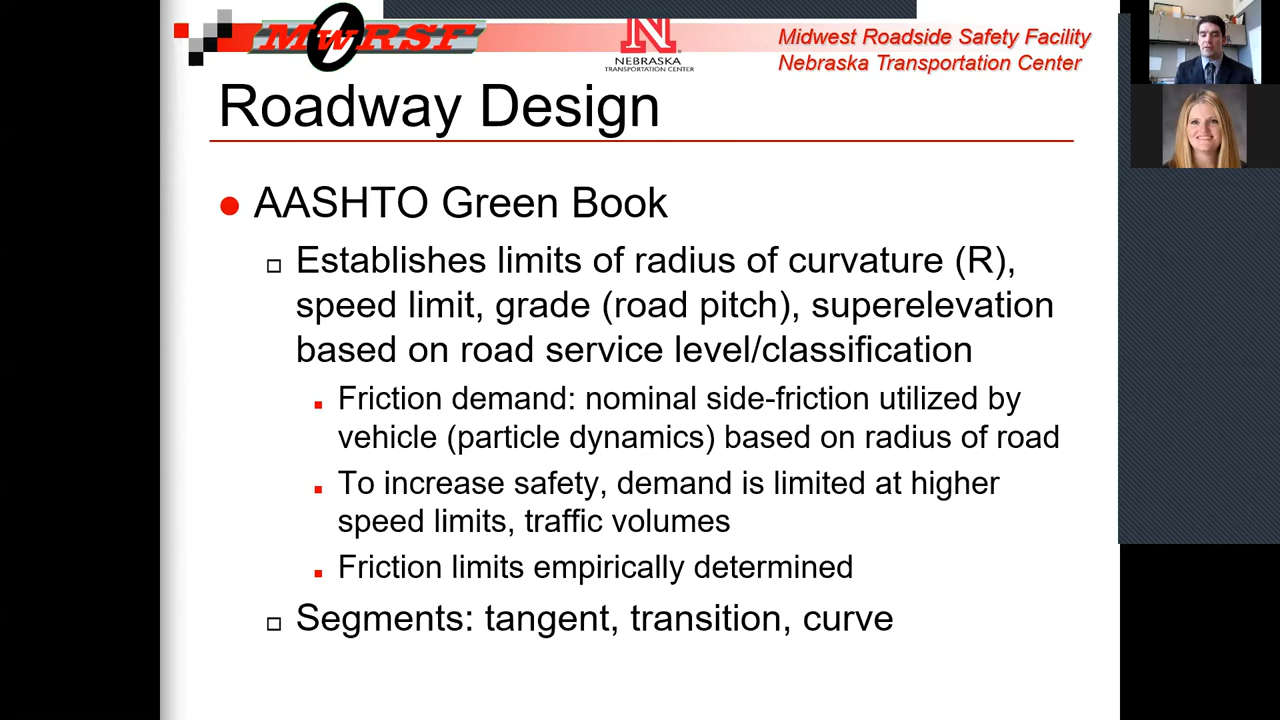 MwRSF
N
NEBRASKA
TRANSPORTATION CENTER
Midwest Roadside Safety Facility
Nebraska Transportation Center
Roadway Design
AASHTO Green Book
Establishes limits of radius of curvature (R),
speed limit, grade (road pitch), superelevation
based on road service level/classification
Friction demand: nominal side-friction utilized by
vehicle (particle dynamics) based on radius of road
To increase safety, demand is limited at higher
speed limits, traffic volumes
Friction limits empirically determined
Segments: tangent, transition, curve